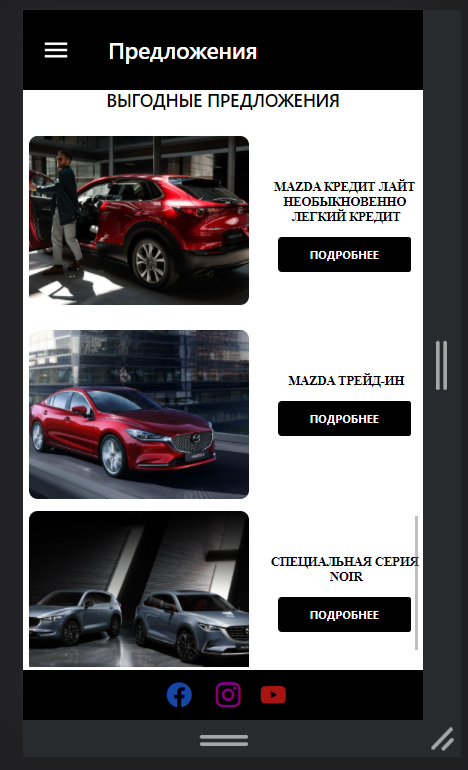 Предложения
ВЫГОДНЫЕ ПРЕДЛОЖЕНИЯ
MAZDA КРЕДИТ ЛАЙТ
НЕОБЫКНОВЕННО
ЛЕГКИЙ КРЕДИТ
ПОДРОБНЕЕ
MAZDA ТРЕЙД-ИН
ПОДРОБНЕЕ
СПЕЦИАЛЬНАЯ СЕРИЯ
NOIR
ПОДРОБНЕЕ